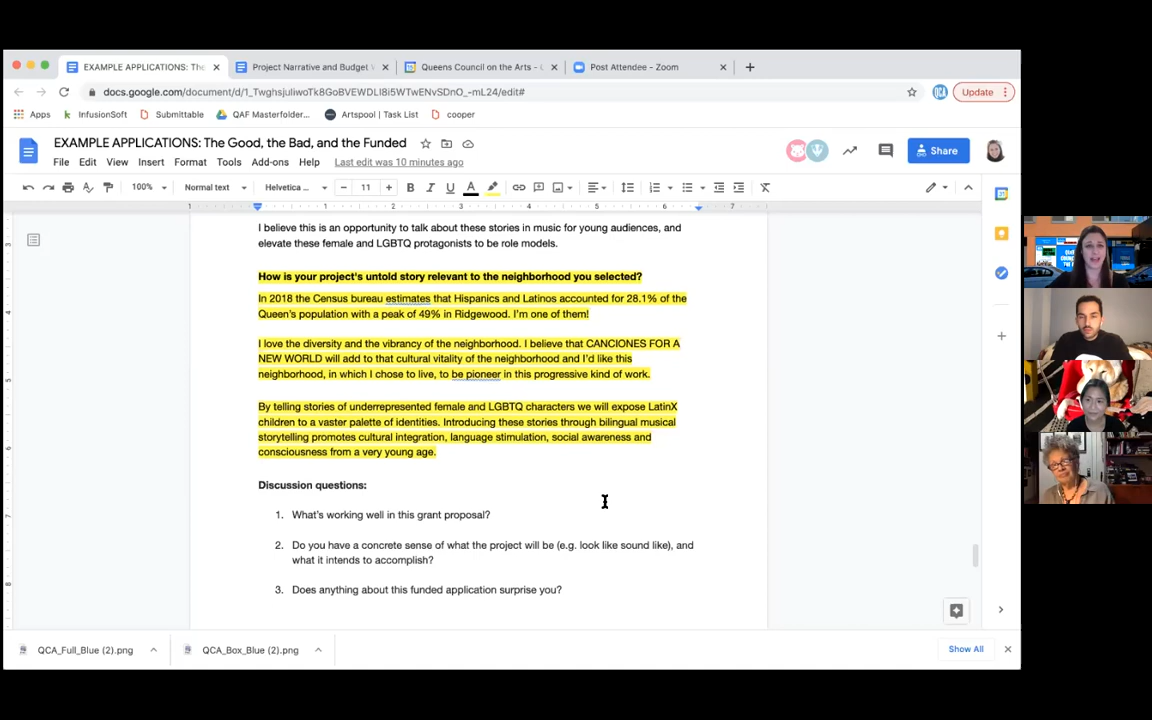 EXAMPLE APPLICATIONS: The
Project Narrative and Budget
Queens Council on the Arts -
Post Attendee - Zoom
docs.google.com/document/d/1_TwghsjuliwoTk8GoBVEWDLI8i5WTwENvSDnO_-mL24/edit#
QCA
Update
Apps
InfusionSoft
Submittable
QAF Masterfolder...
Artspool | Task List
cooper
EXAMPLE APPLICATIONS: The Good, the Bad, and the Funded
File Edit View Insert Format Tools Add-ons Help Last edit was 10 minutes ago
Share
100% Normal text Helvetica ... 11 B I U A
1 1 2 3 4 5 6 7
I believe this is an opportunity to talk about these stories in music for young audiences, and
elevate these female and LGBTQ protagonists to be role models.
How is your project's untold story relevant to the neighborhood you selected?
In 2018 the Census bureau estimates that Hispanics and Latinos accounted for 28.1% of the
Queen's population with a peak of 49% in Ridgewood. I'm one of them!
I love the diversity and the vibrancy of the neighborhood. I believe that CANCIONES FOR A
NEW WORLD will add to that cultural vitality of the neighborhood and I'd like this
neighborhood, in which I chose to live, to be pioneer in this progressive kind of work.
By telling stories of underrepresented female and LGBTQ characters we will expose LatinX
children to a vaster palette of identities. Introducing these stories through bilingual musical
storytelling promotes cultural integration, language stimulation, social awareness and
consciousness from a very young age.
Discussion questions:
1. What's working well in this grant proposal?
2. Do you have a concrete sense of what the project will be (e.g. look like sound like), and
what it intends to accomplish?
3. Does anything about this funded application surprise you?
QCA_Full_Blue (2).png
QCA_Box_Blue (2).png
Show All